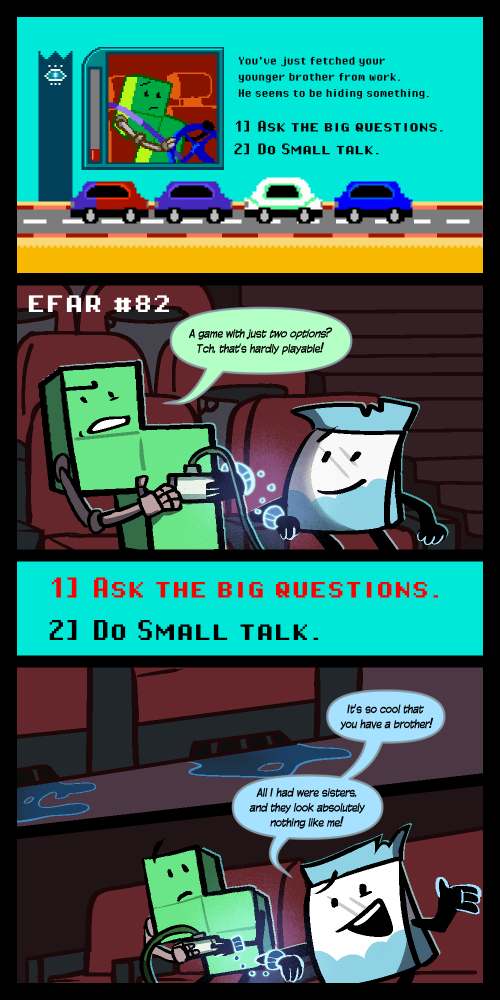 You've just fetched your
younger brother from work.
He seems to be hiding something.
1] Ask the big questions.
2] Do Small talk.
EFAR #82
A game with just two options?
Tch, that's hardly playable!
1] Ask the big questions.
2] Do Small talk.
It's so cool that
you have a brother!
All I had were sisters,
and they look absolutely
nothing like me!